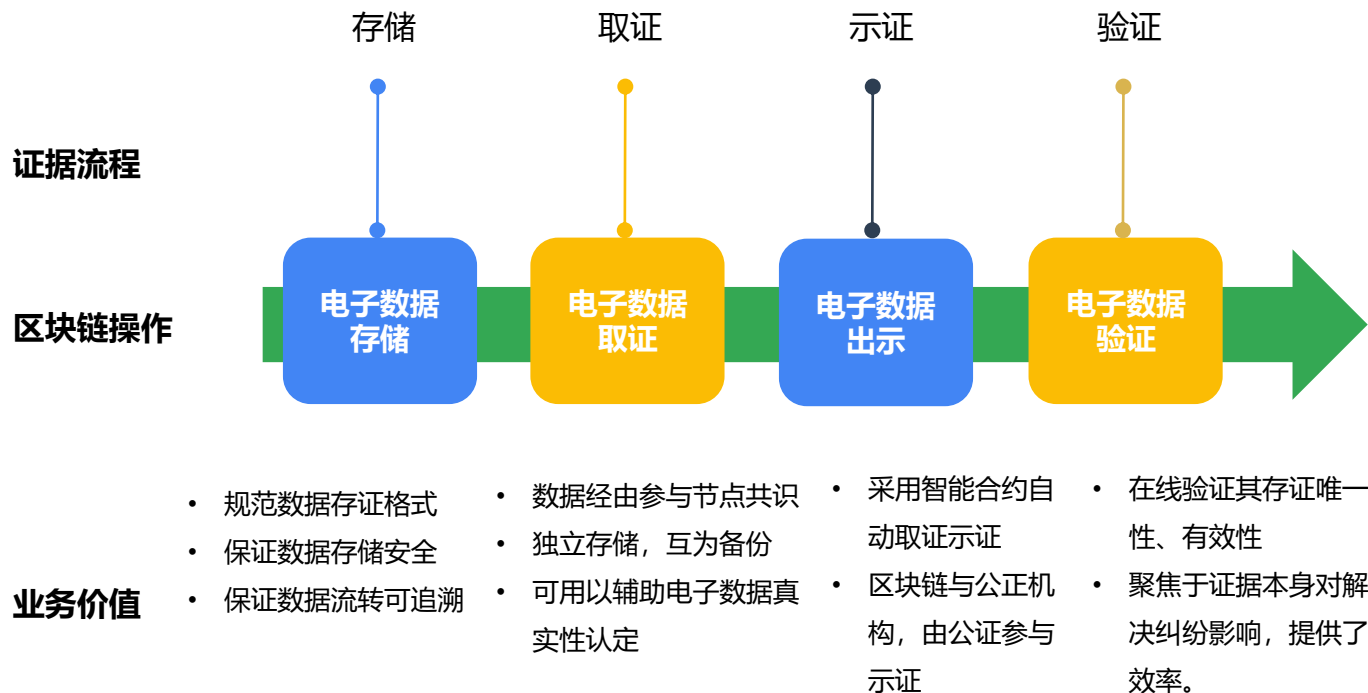 存储
取证
示证
验证
证据流程
区块链操作
电子数据
存储
电子数据
取证
电子数据
出示
电子数据
验证
业务价值
• 规范数据存证格式
• 保证数据存储安全
• 保证数据流转可追溯
• 数据经由参与节点共识
• 独立存储，互为备份
• 可用以辅助电子数据真
实性认定
• 采用智能合约自
动取证示证
• 区块链与公正机
构，由公证参与
示证
• 在线验证其存证唯一
性、有效性
• 聚焦于证据本身对解
决纠纷影响，提供了
效率。